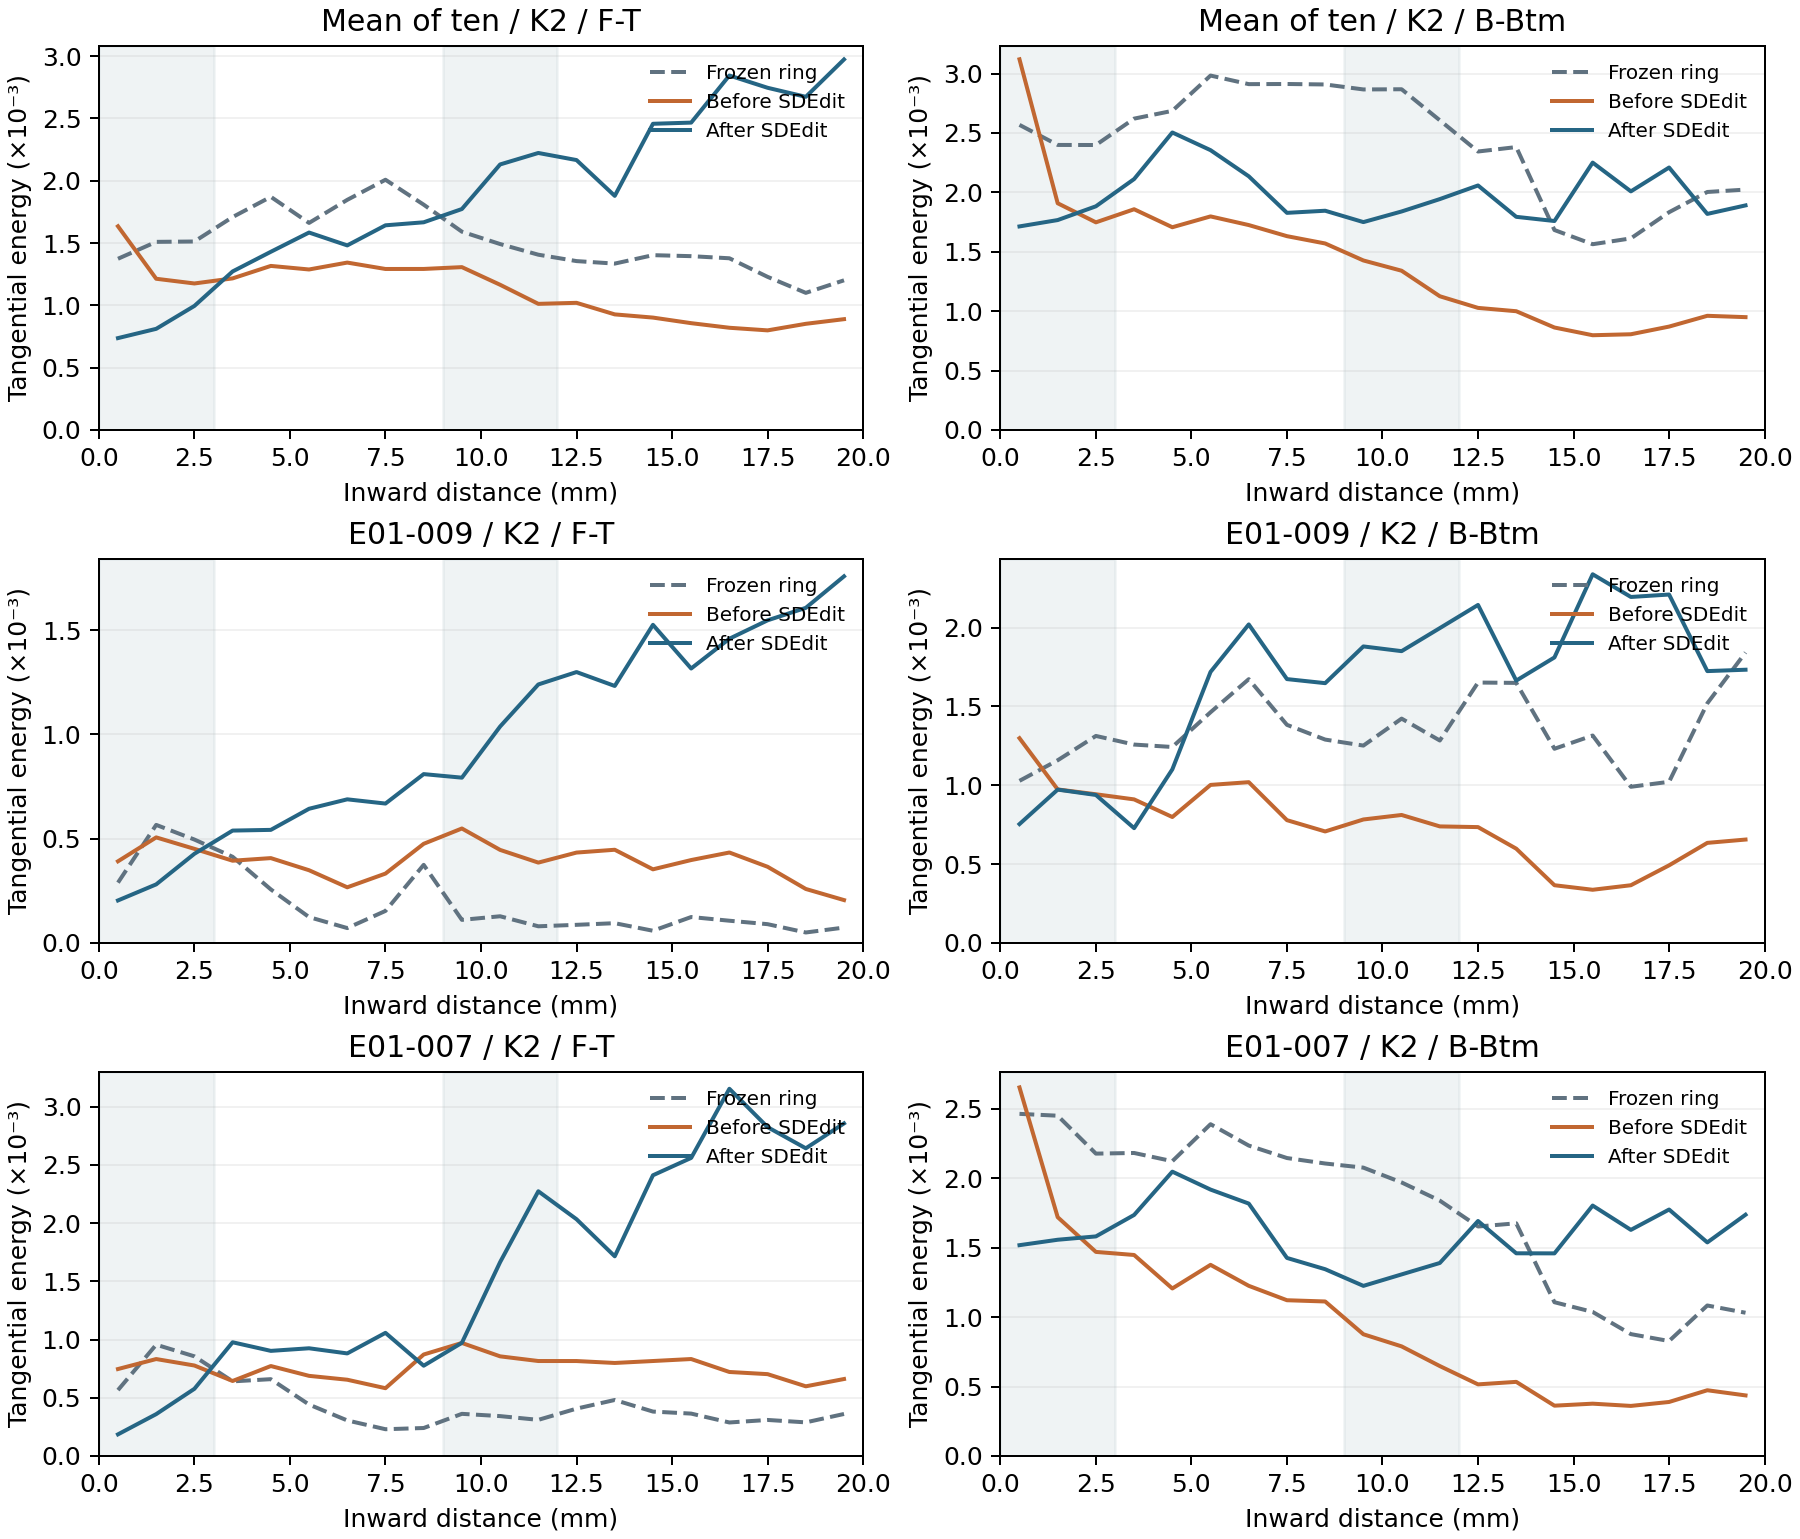 Mean of ten / K2 / F-T
Tangential energy (×10⁻³)
3.0
2.5
2.0
1.5
1.0
0.5
0.0
Frozen ring
Before SDEdit
After SDEdit
0.0 2.5 5.0 7.5 10.0 12.5 15.0 17.5 20.0
Inward distance (mm)
Mean of ten / K2 / B-Btm
Tangential energy (×10⁻³)
3.0
2.5
2.0
1.5
1.0
0.5
0.0
Frozen ring
Before SDEdit
After SDEdit
0.0 2.5 5.0 7.5 10.0 12.5 15.0 17.5 20.0
Inward distance (mm)
E01-009 / K2 / F-T
Tangential energy (×10⁻³)
1.5
1.0
0.5
0.0
Frozen ring
Before SDEdit
After SDEdit
0.0 2.5 5.0 7.5 10.0 12.5 15.0 17.5 20.0
Inward distance (mm)
E01-009 / K2 / B-Btm
Tangential energy (×10⁻³)
2.0
1.5
1.0
0.5
0.0
Frozen ring
Before SDEdit
After SDEdit
0.0 2.5 5.0 7.5 10.0 12.5 15.0 17.5 20.0
Inward distance (mm)
E01-007 / K2 / F-T
Tangential energy (×10⁻³)
3.0
2.5
2.0
1.5
1.0
0.5
0.0
Frozen ring
Before SDEdit
After SDEdit
0.0 2.5 5.0 7.5 10.0 12.5 15.0 17.5 20.0
Inward distance (mm)
E01-007 / K2 / B-Btm
Tangential energy (×10⁻³)
2.5
2.0
1.5
1.0
0.5
0.0
Frozen ring
Before SDEdit
After SDEdit
0.0 2.5 5.0 7.5 10.0 12.5 15.0 17.5 20.0
Inward distance (mm)